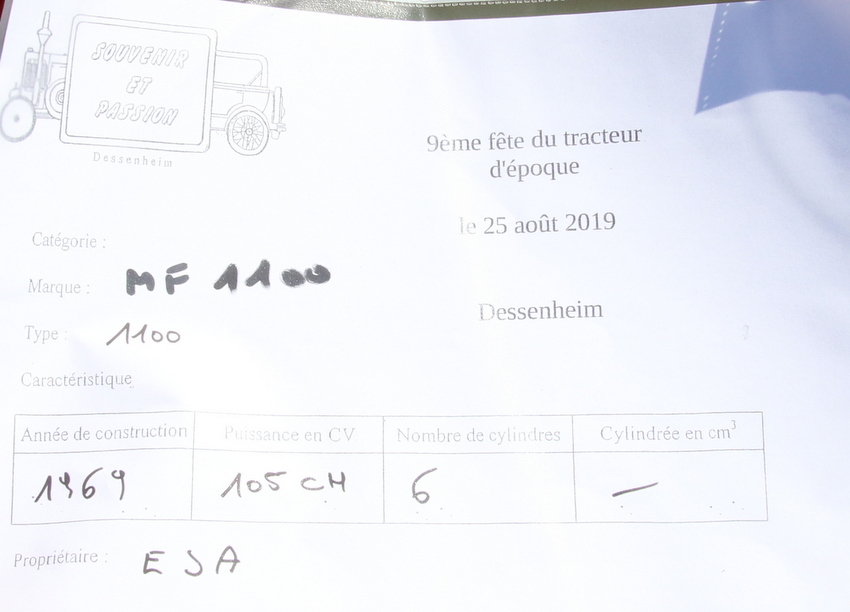 SOUVENIR
ET
PASSION
Dessenheim
9ème fête du tracteur
d'époque
le 25 août 2019
Dessenheim
Catégorie :
Marque : MF 1100
Type : 1100
Caractéristique
Année de construction Puissance en CV Nombre de cylindres Cylindrée en cm³
1969 105 CH 6 —
Propriétaire : ESA